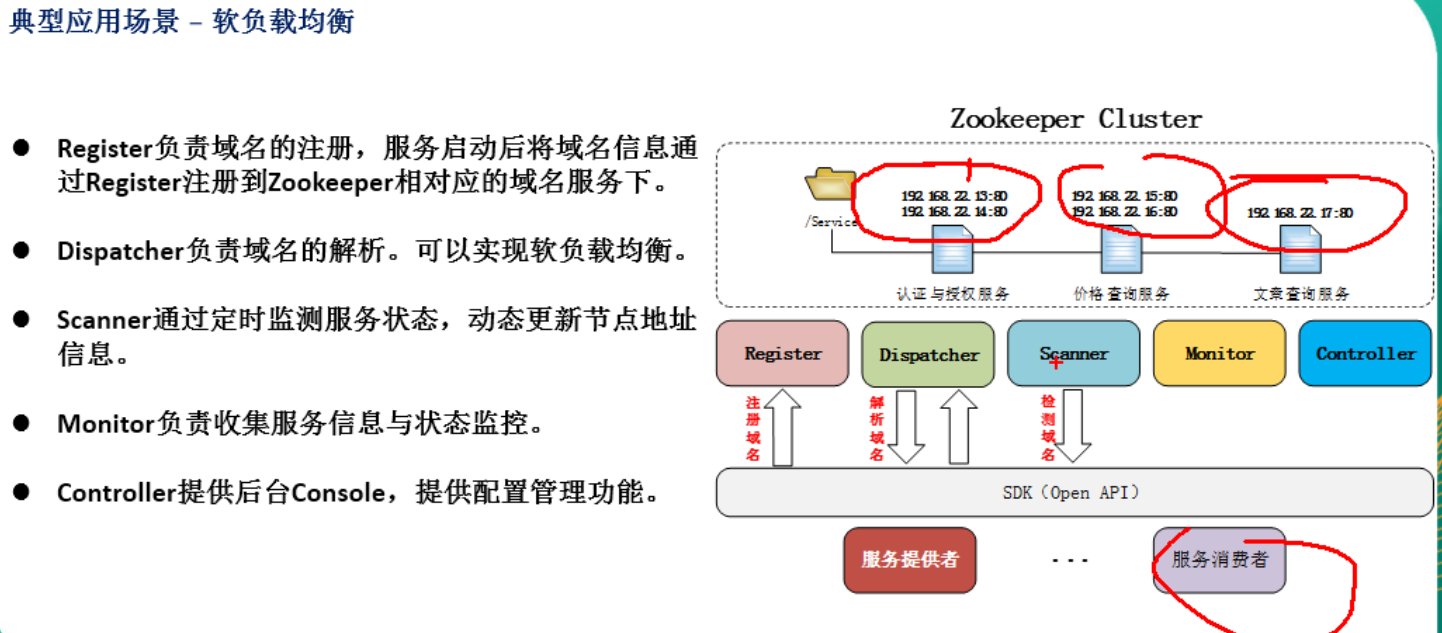 典型应用场景 – 软负载均衡
● Register负责域名的注册，服务启动后将域名信息通
过Register注册到Zookeeper相对应的域名服务下。
● Dispatcher负责域名的解析。可以实现软负载均衡。
● Scanner通过定时监测服务状态，动态更新节点地址
信息。
● Monitor负责收集服务信息与状态监控。
● Controller提供后台Console，提供配置管理功能。
Zookeeper Cluster
/Service
192.168.22.13:80
192.168.22.14:80
认证与授权服务
192.168.22.15:80
192.168.22.16:80
价格查询服务
192.168.22.17:80
文章查询服务
Register
Dispatcher
Scanner
Monitor
Controller
注册域名
解析域名
检测域名
SDK（Open API）
服务提供者
...
服务消费者